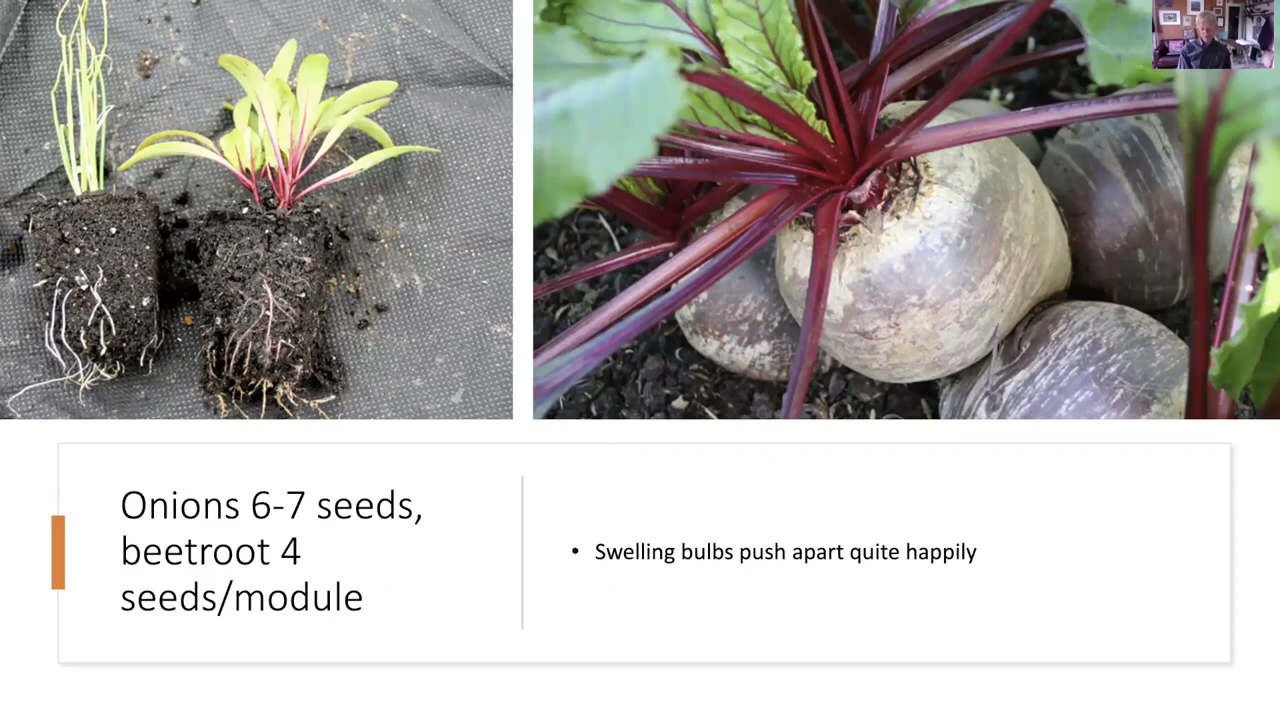 Onions 6-7 seeds,
beetroot 4
seeds/module
• Swelling bulbs push apart quite happily